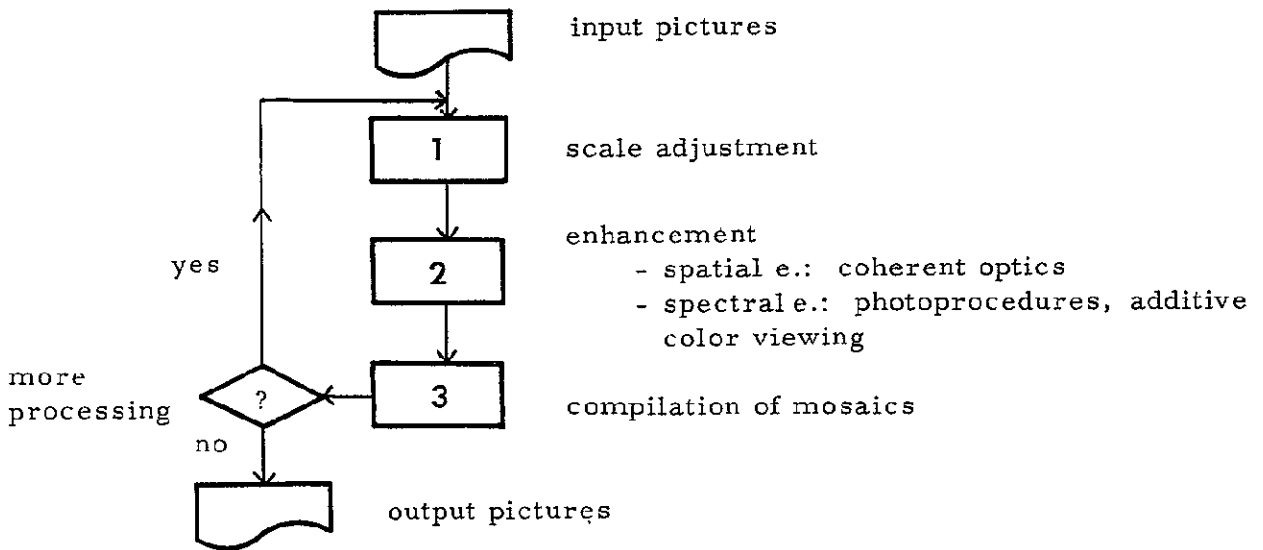 input pictures
1
scale adjustment
enhancement
- spatial e.: coherent optics
- spectral e.: photoprocedures, additive
color viewing
2
yes
more
processing
?
3
compilation of mosaics
no
output pictures